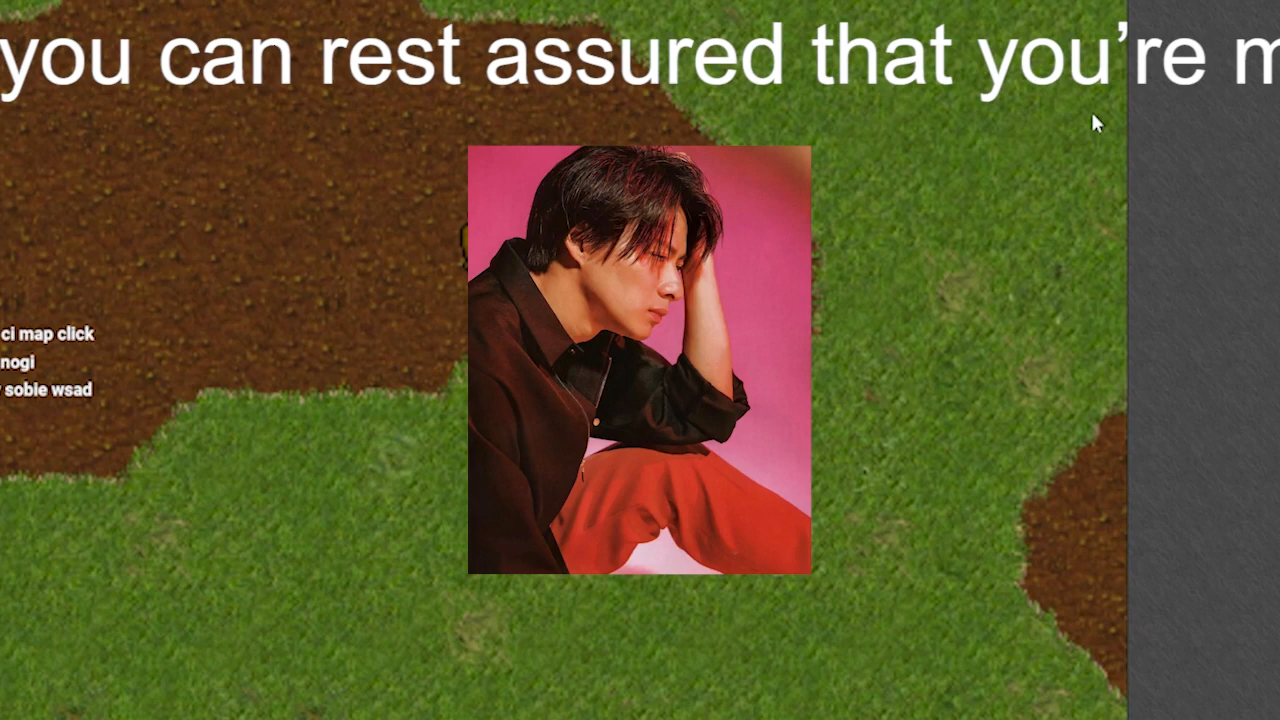 you can rest assured that you’re m
ci map click
nogi
sobie wsad